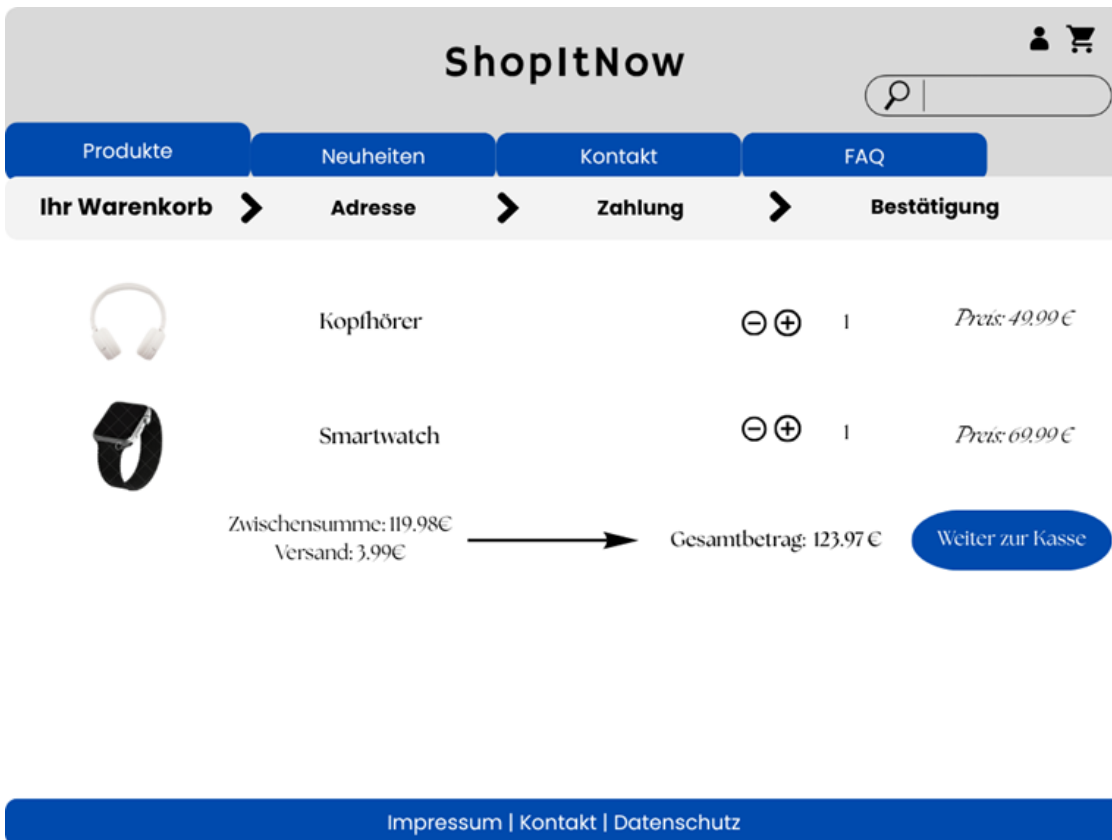 ShopItNow
Produkte
Neuheiten
Kontakt
FAQ
Ihr Warenkorb
Adresse
Zahlung
Bestätigung
Kopfhörer
1
Preis: 49.99 €
Smartwatch
1
Preis: 69.99 €
Zwischensumme: 119.98€
Versand: 3.99€
Gesamtbetrag: 123.97 €
Weiter zur Kasse
Impressum | Kontakt | Datenschutz